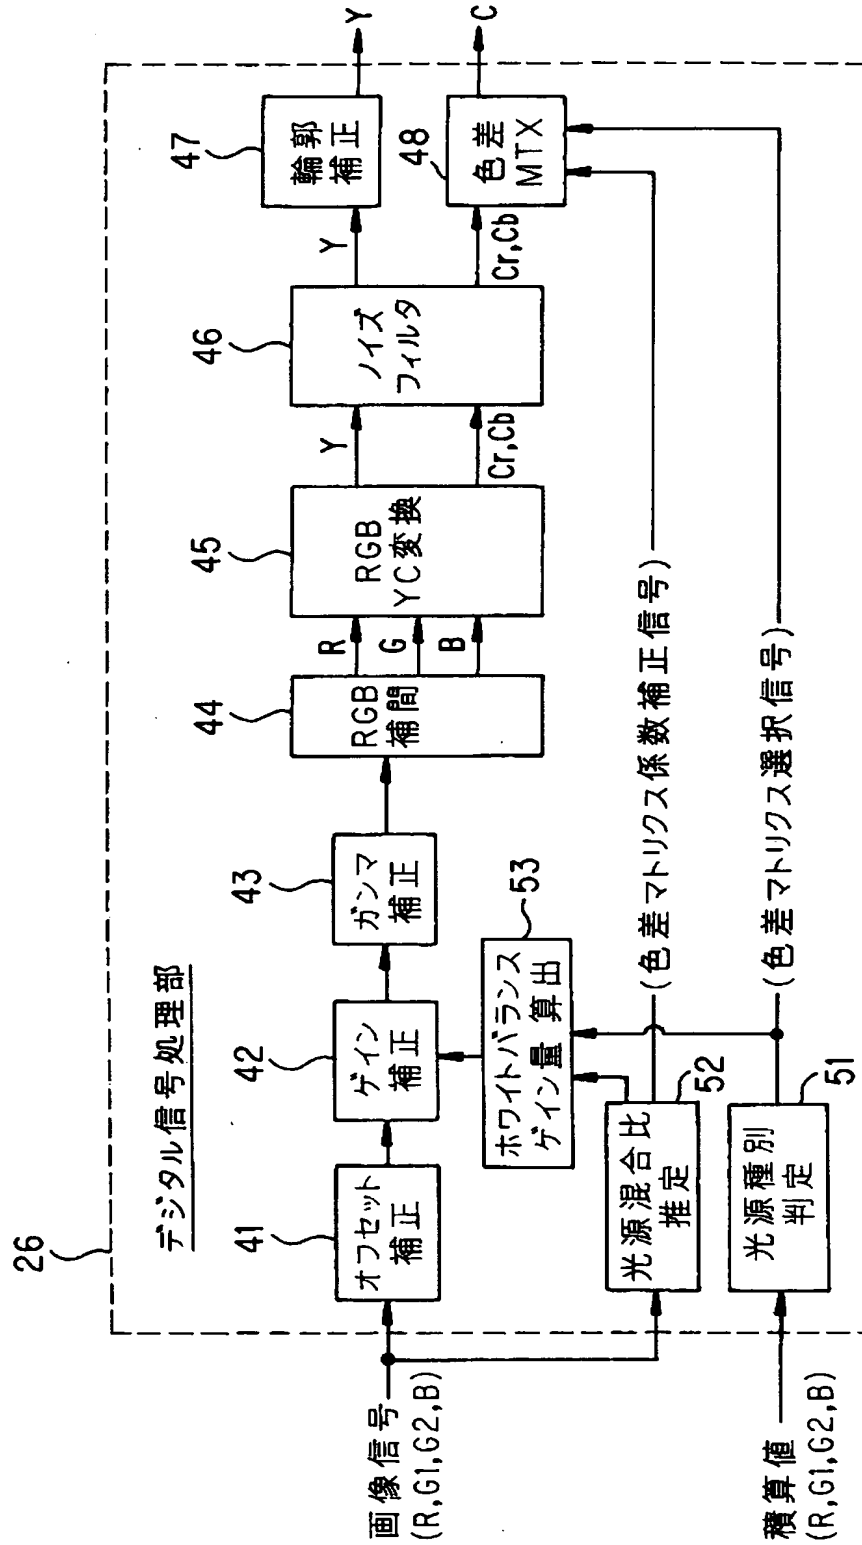 26
デジタル信号処理部
画像信号
(R,G1,G2,B)
41
オフセット
補正
42
ゲイン
補正
43
ガンマ
補正
44
RGB
補間
R
G
B
45
RGB
YC変換
Y
Cr,Cb
46
ノイズ
フィルタ
Y
Cr,Cb
47
輪郭
補正
Y
48
色差
MTX
C
53
ホワイトバランス
ゲイン量 算出
52
光源混合比
推定
(色差マトリクス係数補正信号)
積算値
(R,G1,G2,B)
51
光源種別
判定
(色差マトリクス選択信号)